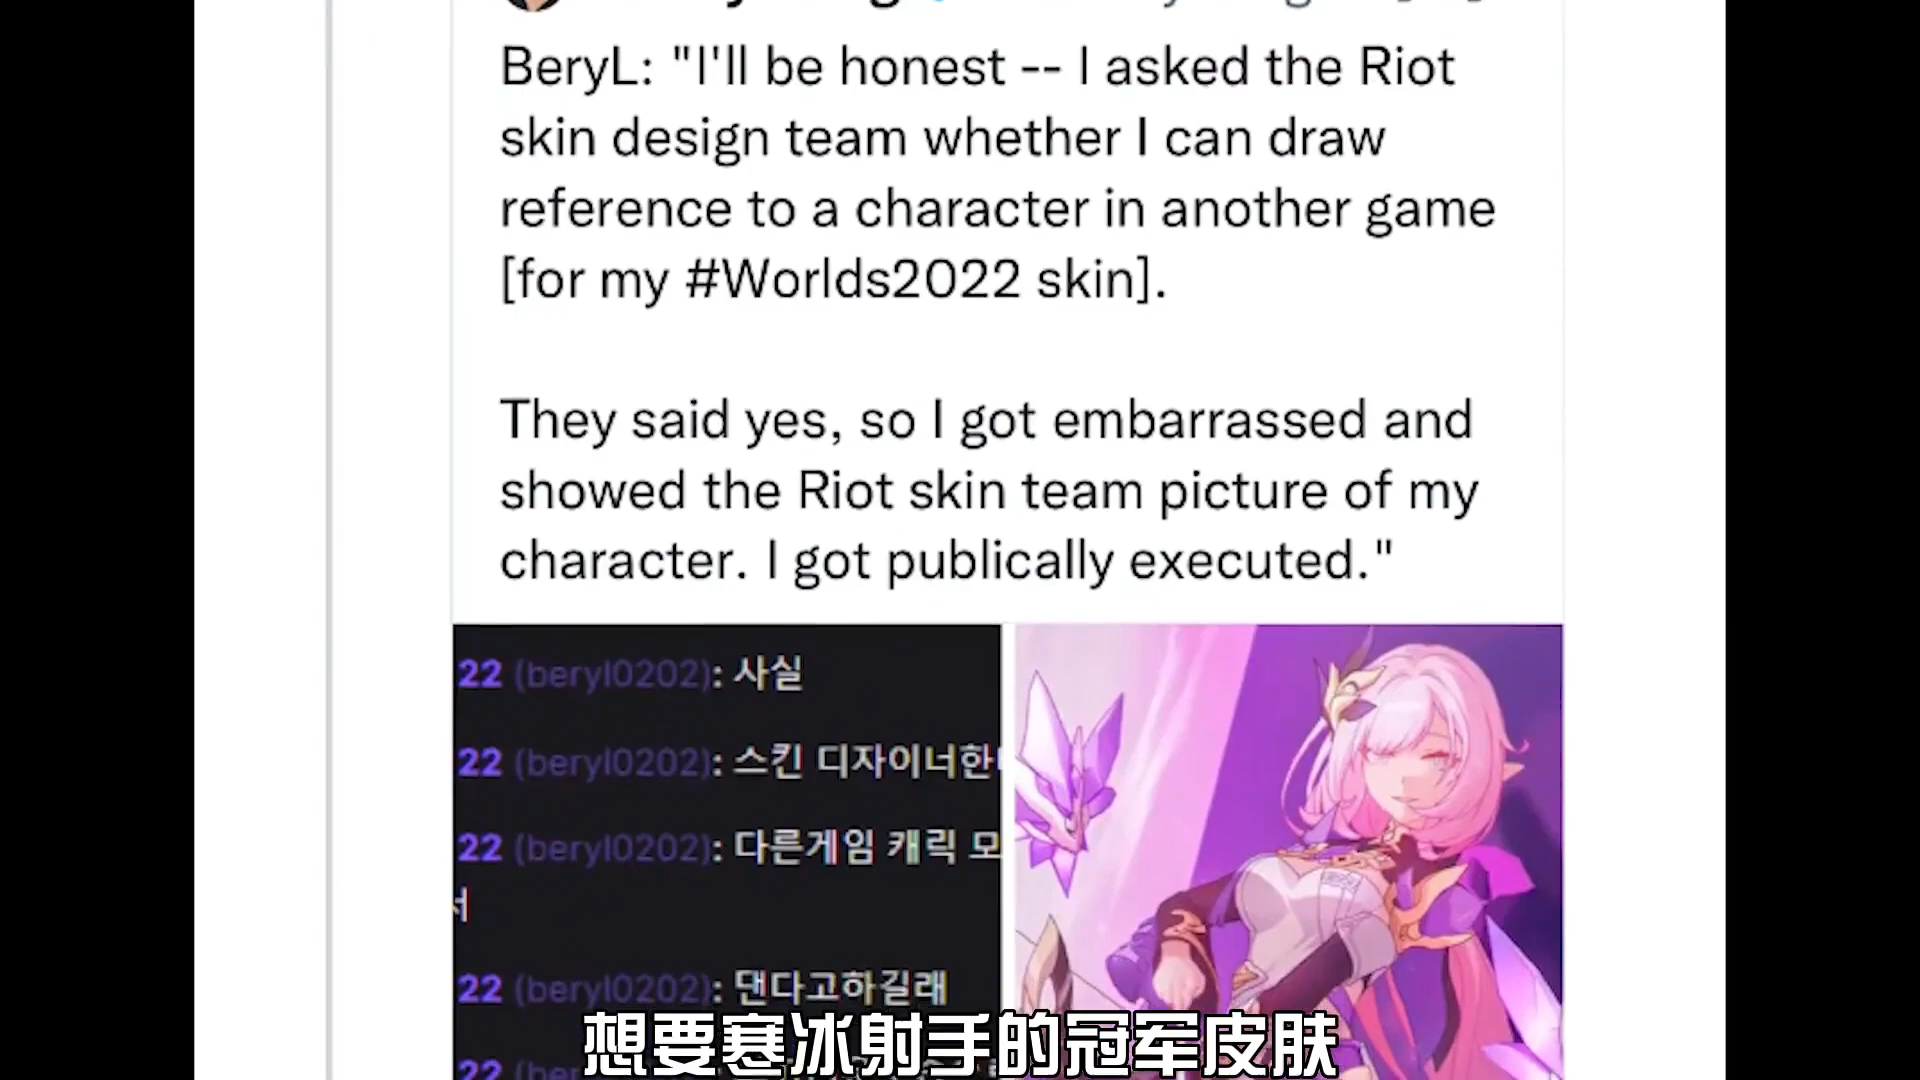 BeryL: "I'll be honest -- I asked the Riot
skin design team whether I can draw
reference to a character in another game
[for my #Worlds2022 skin].
They said yes, so I got embarrassed and
showed the Riot skin team picture of my
character. I got publically executed."
22 (beryl0202): 사실
22 (beryl0202): 스킨 디자이너한
22 (beryl0202): 다른게임 캐릭 모
서
22 (beryl0202): 댄다고하길래
22
想要寒冰射手的冠军皮肤